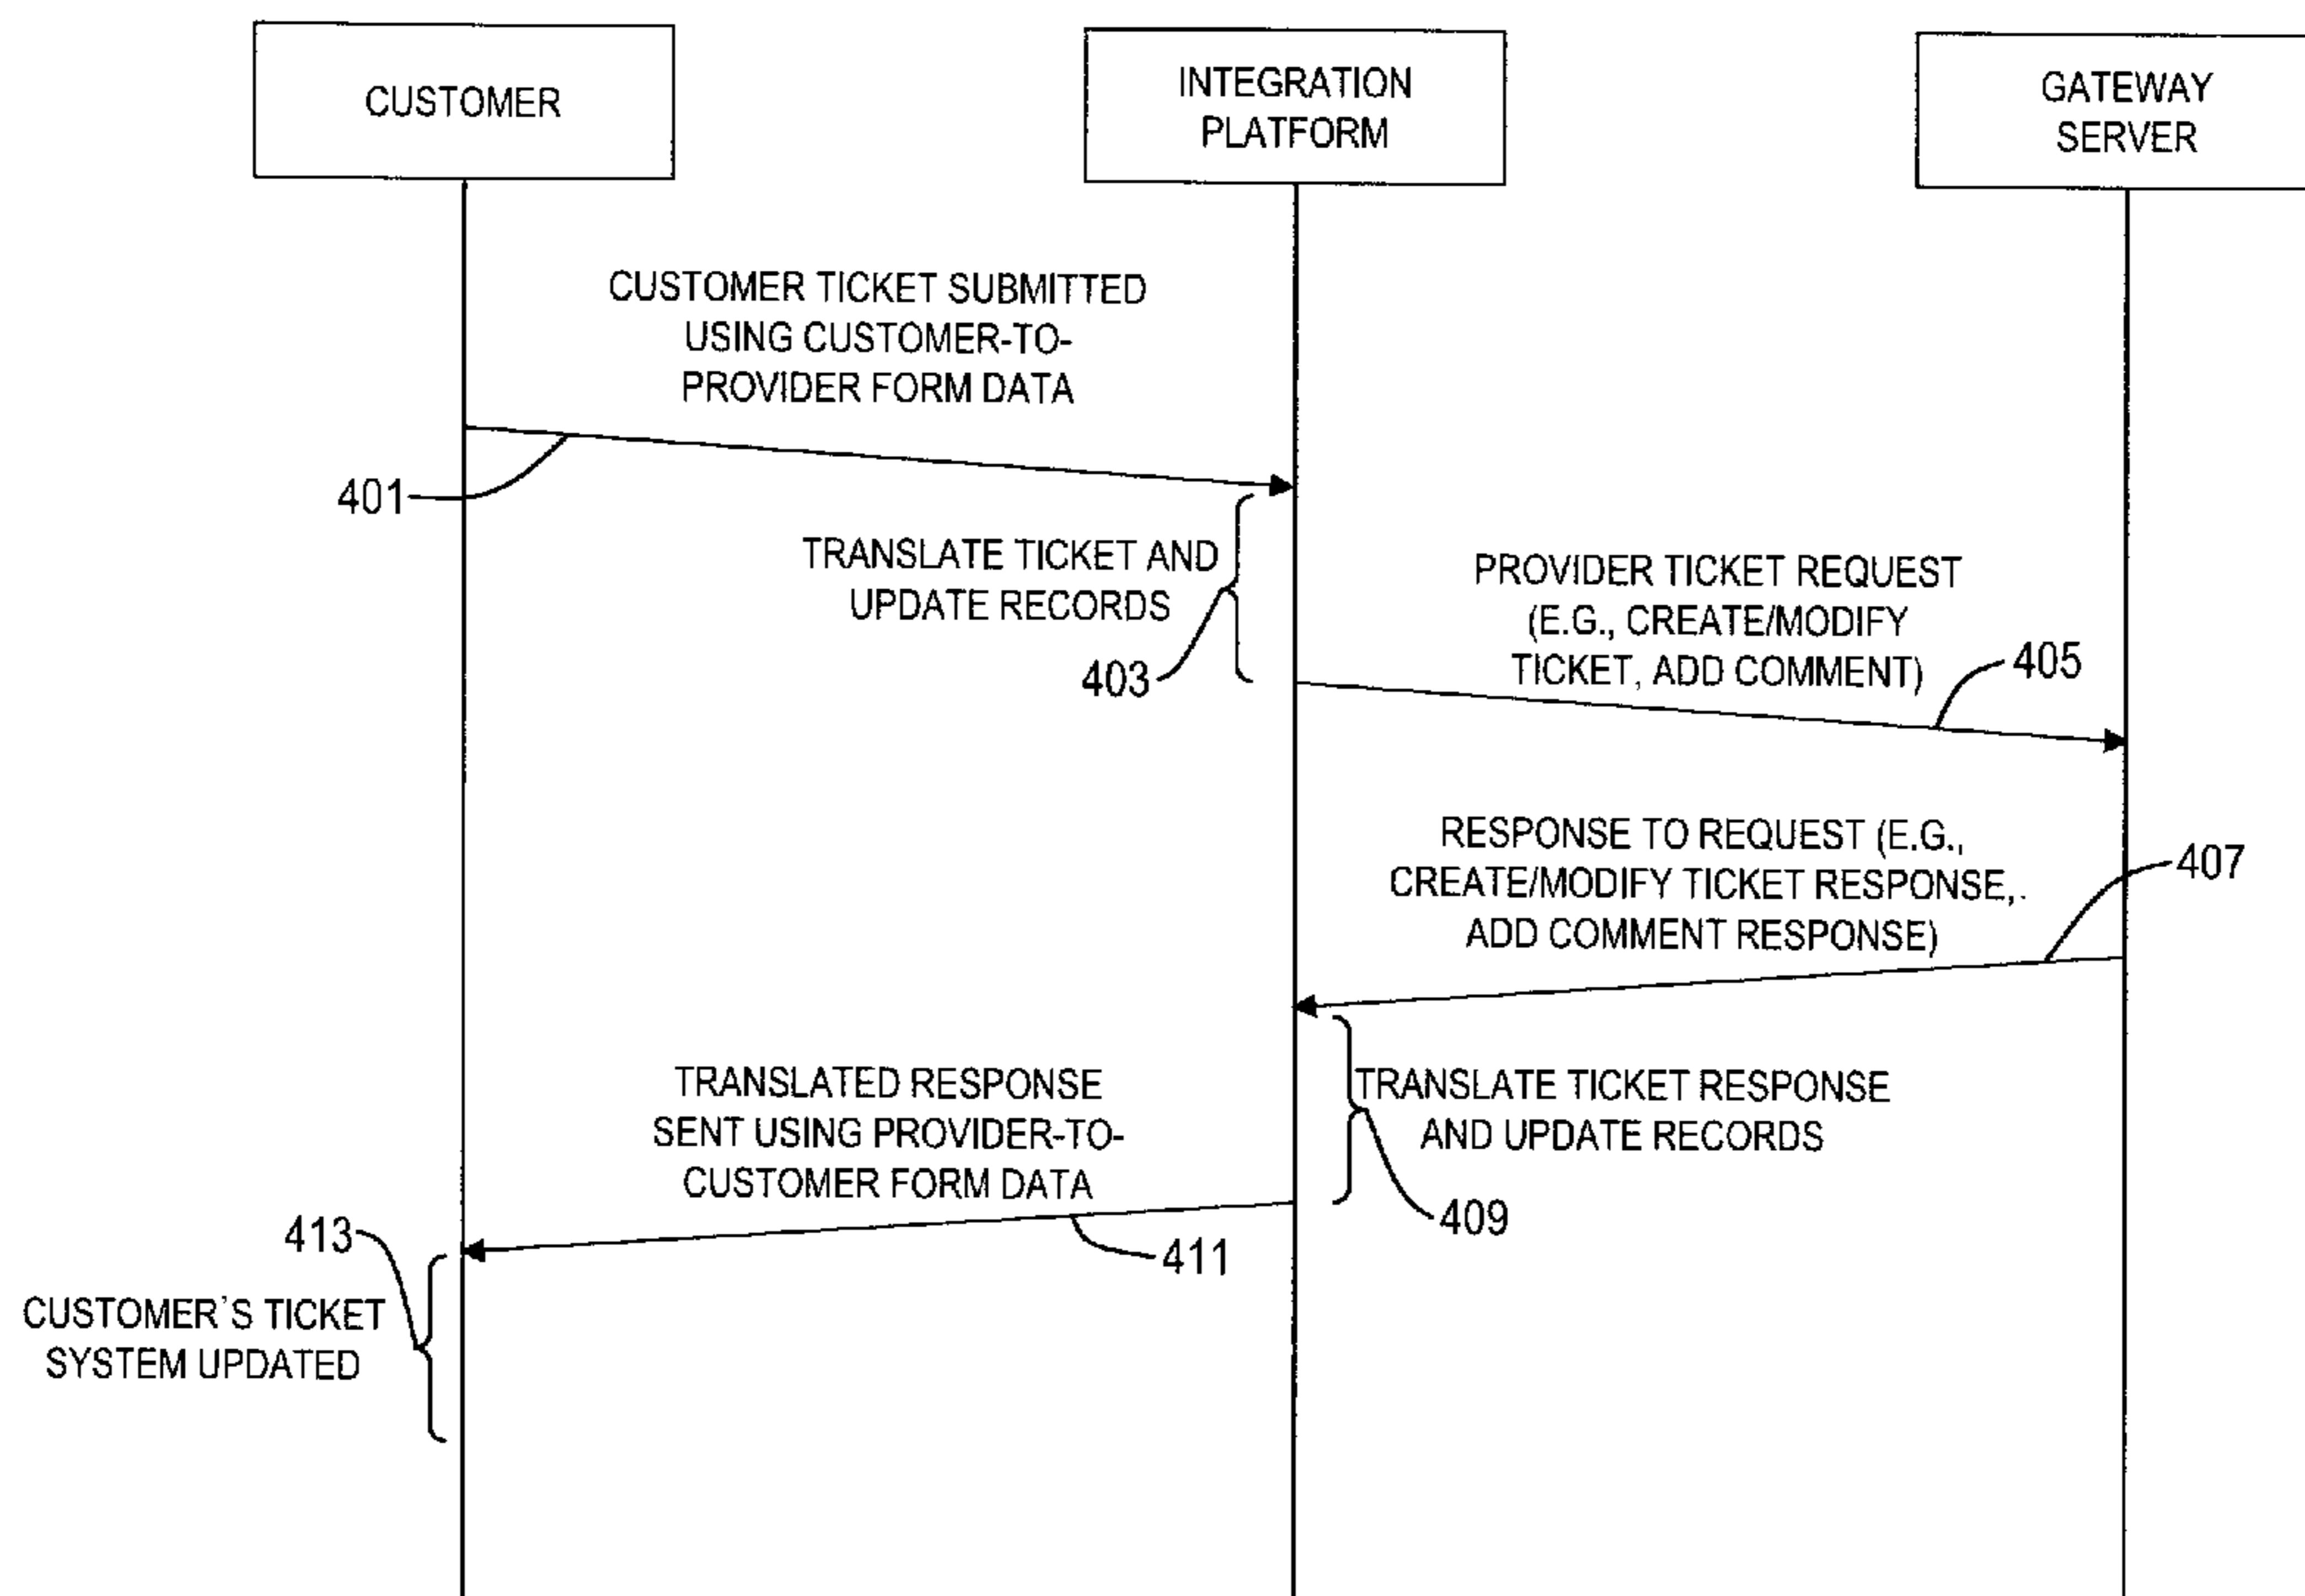 CUSTOMER
INTEGRATION
PLATFORM
GATEWAY
SERVER
CUSTOMER TICKET SUBMITTED
USING CUSTOMER-TO-
PROVIDER FORM DATA
401
TRANSLATE TICKET AND
UPDATE RECORDS
403
PROVIDER TICKET REQUEST
(E.G., CREATE/MODIFY
TICKET, ADD COMMENT)
405
RESPONSE TO REQUEST (E.G.,
CREATE/MODIFY TICKET RESPONSE,
ADD COMMENT RESPONSE)
407
TRANSLATE TICKET RESPONSE
AND UPDATE RECORDS
409
TRANSLATED RESPONSE
SENT USING PROVIDER-TO-
CUSTOMER FORM DATA
411
413
CUSTOMER'S TICKET
SYSTEM UPDATED